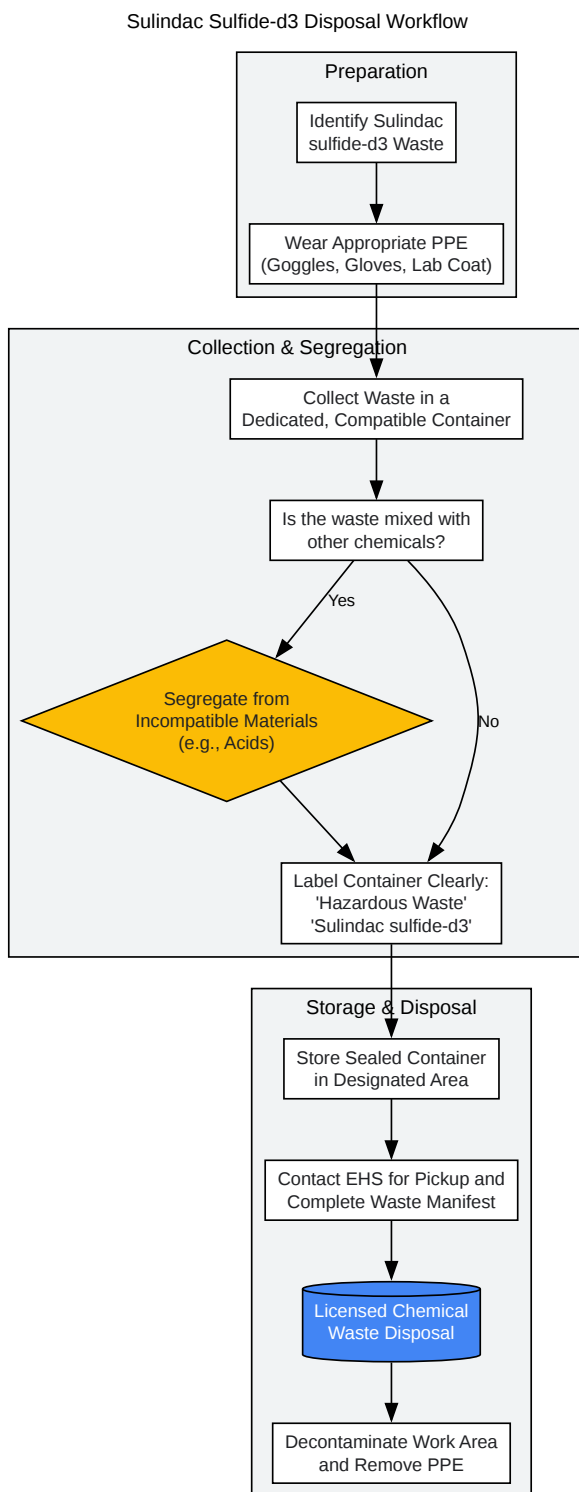 Sulindac Sulfide-d3 Disposal Workflow
Preparation
Identify Sulindac
sulfide-d3 Waste
Wear Appropriate PPE
(Goggles, Gloves, Lab Coat)
Collection & Segregation
Collect Waste in a
Dedicated, Compatible Container
Is the waste mixed with
other chemicals?
Yes
Segregate from
Incompatible Materials
(e.g., Acids)
No
Label Container Clearly:
'Hazardous Waste'
'Sulindac sulfide-d3'
Storage & Disposal
Store Sealed Container
in Designated Area
Contact EHS for Pickup and
Complete Waste Manifest
Licensed Chemical
Waste Disposal
Decontaminate Work Area
and Remove PPE